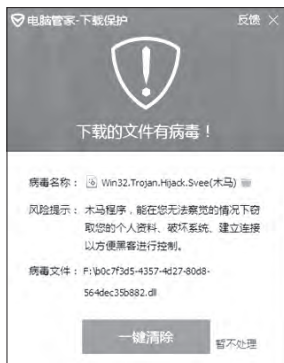 电脑管家-下载保护 反馈
下载的文件有病毒！
病毒名称： Win32.Trojan.Hijack.Svee(木马)
风险提示： 木马程序，能在您无法察觉的情况下窃
取您的个人资料、破坏系统、建立连接
以方便黑客进行控制。
病毒文件： F:\b0c7f3d5-4357-4d27-80d8-
564dec35b882.dll
一键清除 暂不处理